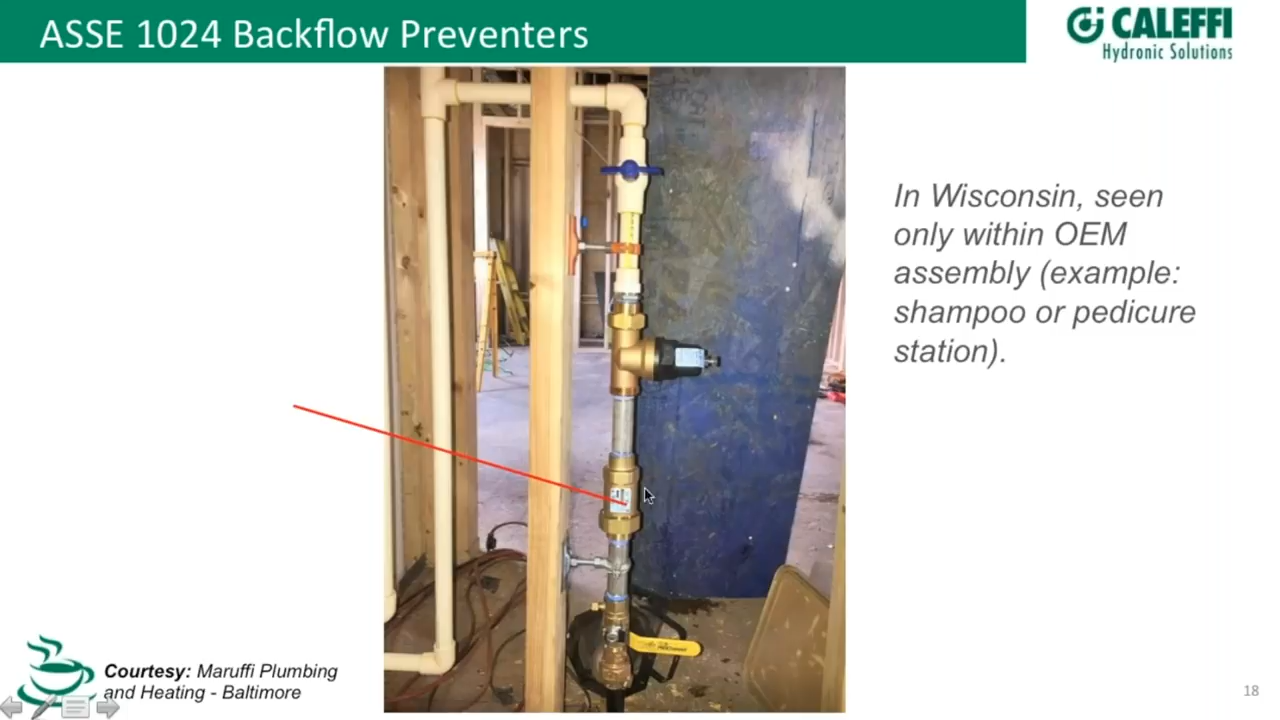 ASSE 1024 Backflow Preventers
CALEFFI
Hydronic Solutions
In Wisconsin, seen
only within OEM
assembly (example:
shampoo or pedicure
station).
Courtesy: Maruffi Plumbing
and Heating - Baltimore
18